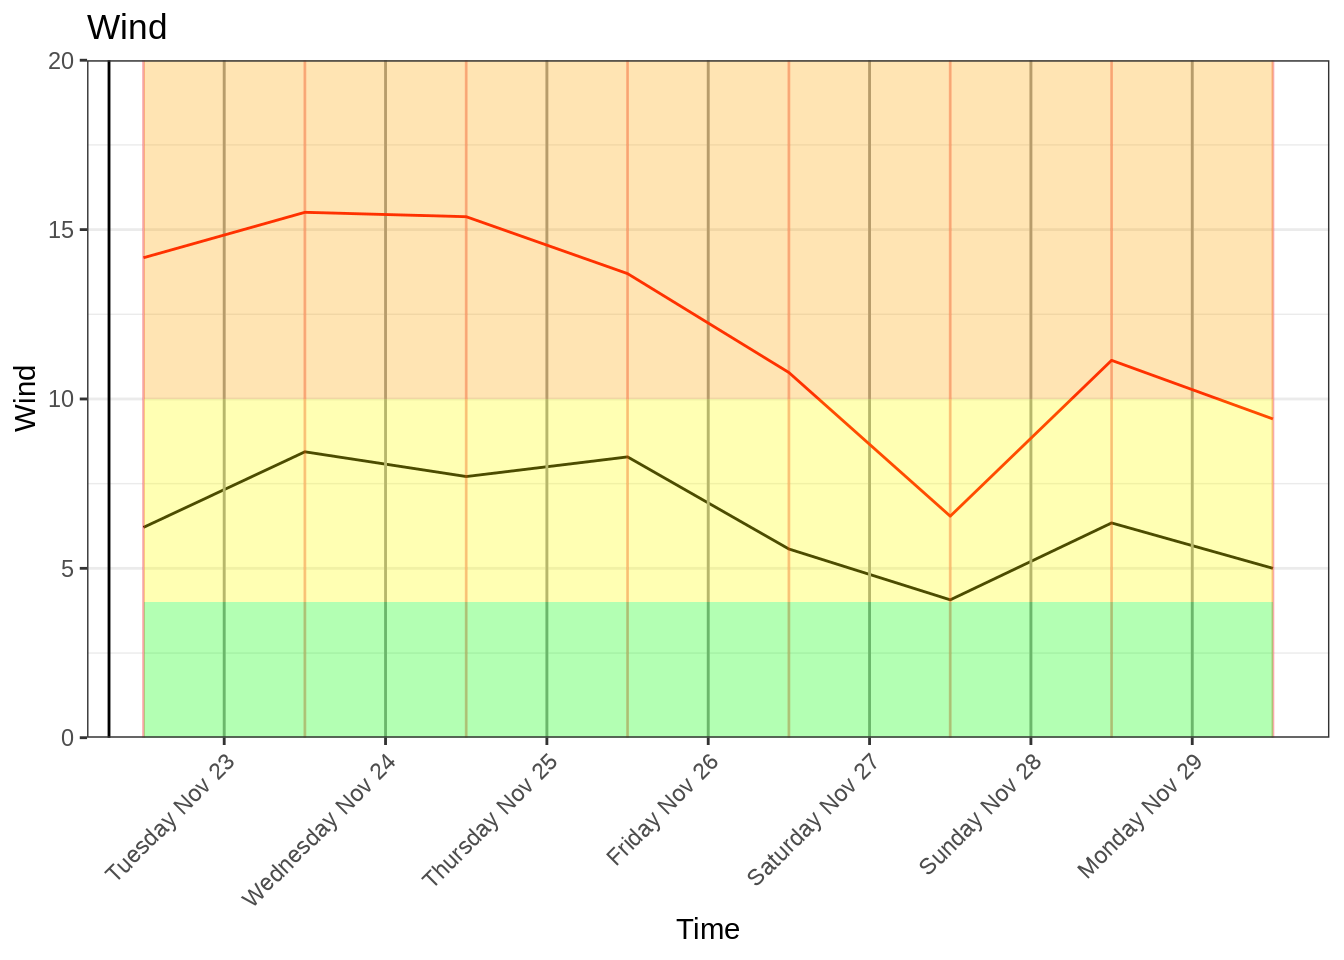 Wind
20
15
10
5
0
Wind
Tuesday Nov 23
Wednesday Nov 24
Thursday Nov 25
Friday Nov 26
Saturday Nov 27
Sunday Nov 28
Monday Nov 29
Time